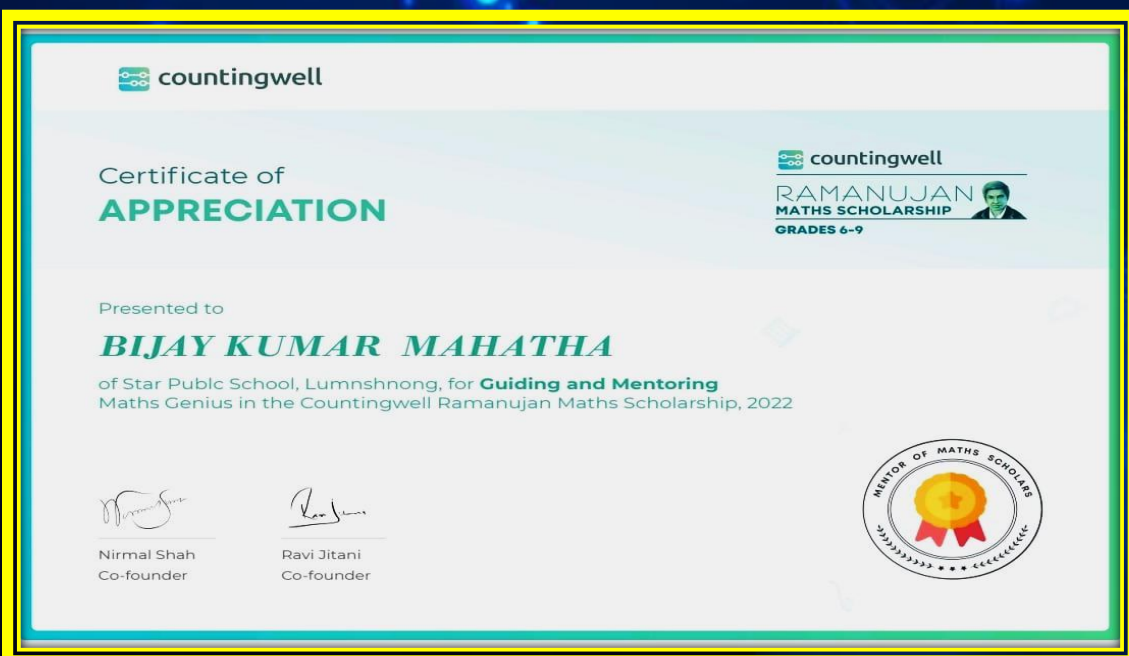 countingwell
Certificate of
APPRECIATION
countingwell
RAMANUJAN
MATHS SCHOLARSHIP
GRADES 6-9
Presented to
BIJAY KUMAR MAHATHA
of Star Publc School, Lumnshnong, for Guiding and Mentoring
Maths Genius in the Countingwell Ramanujan Maths Scholarship, 2022
MENTOR OF MATHS SCHOLARS
Nirmal Shah
Co-founder
Ravi Jitani
Co-founder